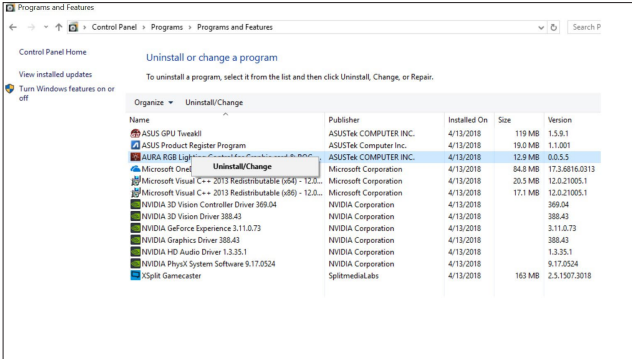 Programs and Features
Control Panel > Programs > Programs and Features
Search P
Control Panel Home
View installed updates
Turn Windows features on or off
Uninstall or change a program
To uninstall a program, select it from the list and then click Uninstall, Change, or Repair.
Organize Uninstall/Change
Name Publisher Installed On Size Version
ASUS GPU TweakII ASUSTek COMPUTER INC. 4/13/2018 119 MB 1.5.9.1
ASUS Product Register Program ASUSTek Computer Inc. 4/13/2018 19.0 MB 1.1.001
AURA RGB Lighting Control for Graphic card & ROG ... ASUSTek COMPUTER INC. 4/13/2018 12.9 MB 0.0.5.5
Uninstall/Change
Microsoft OneD Microsoft Corporation 4/13/2018 84.8 MB 17.3.6816.0313
Microsoft Visual C++ 2013 Redistributable (x64) - 12.0... Microsoft Corporation 4/13/2018 20.5 MB 12.0.21005.1
Microsoft Visual C++ 2013 Redistributable (x86) - 12.0... Microsoft Corporation 4/13/2018 17.1 MB 12.0.21005.1
NVIDIA 3D Vision Controller Driver 369.04 NVIDIA Corporation 4/13/2018 369.04
NVIDIA 3D Vision Driver 388.43 NVIDIA Corporation 4/13/2018 388.43
NVIDIA GeForce Experience 3.11.0.73 NVIDIA Corporation 4/13/2018 3.11.0.73
NVIDIA Graphics Driver 388.43 NVIDIA Corporation 4/13/2018 388.43
NVIDIA HD Audio Driver 1.3.35.1 NVIDIA Corporation 4/13/2018 1.3.35.1
NVIDIA PhysX System Software 9.17.0524 NVIDIA Corporation 4/13/2018 9.17.0524
XSplit Gamecaster SplitmediaLabs 4/13/2018 163 MB 2.5.1507.3018